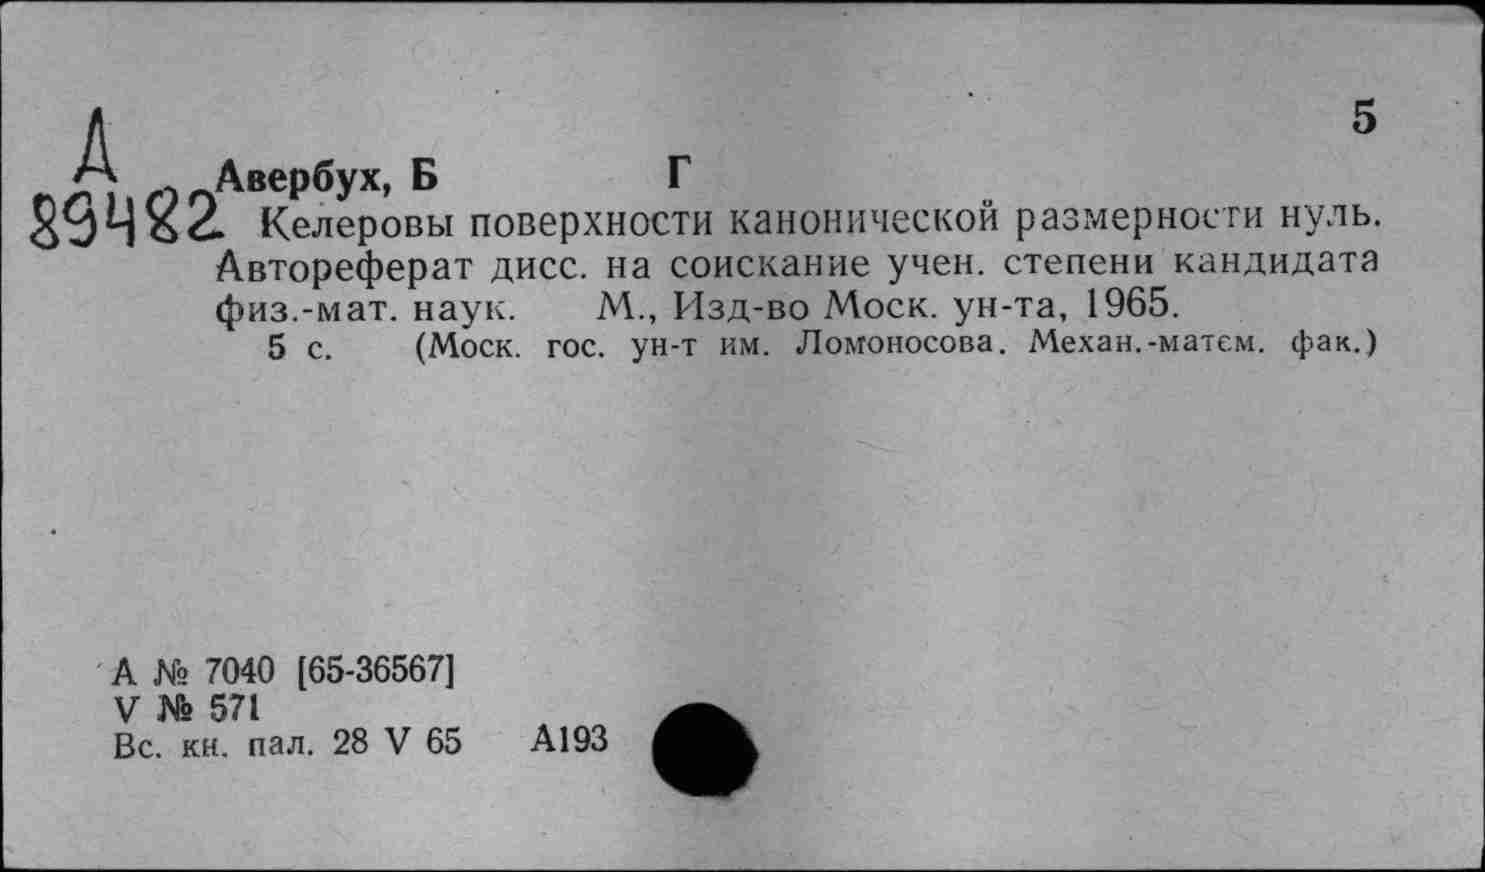 5
А
89482
Авербух, Б Г
Келеровы поверхности канонической размерности нуль.
Автореферат дисс. на соискание учен. степени кандидата
физ.-мат. наук. М., Изд-во Моск. ун-та, 1965.
5 с. (Моск. гос. ун-т им. Ломоносова. Механ.-матем. фак.)
А № 7040 [65-36567]
V № 571
Вс. кн. пал. 28 V 65 А193